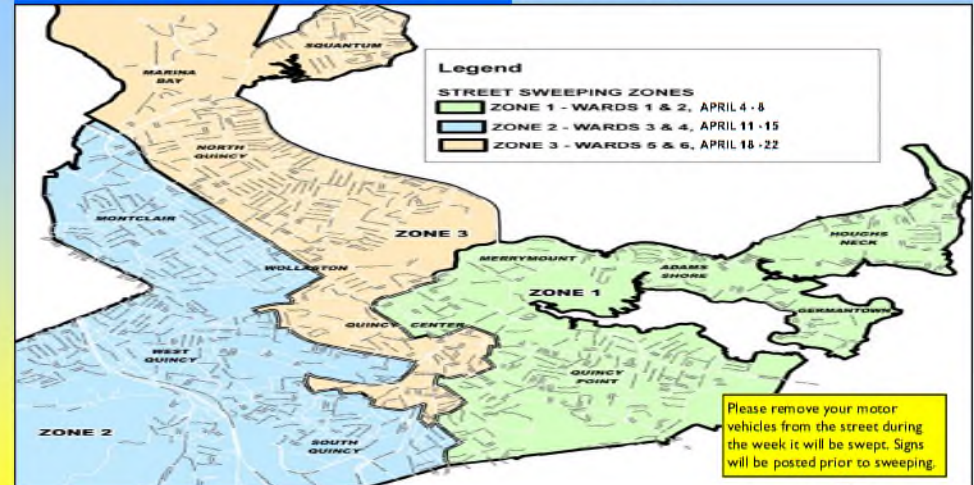 SQUANTUM
MARINA
BAY
Legend
STREET SWEEPING ZONES
ZONE 1 - WARDS 1 & 2, APRIL 4 - 8
ZONE 2 - WARDS 3 & 4, APRIL 11 - 15
ZONE 3 - WARDS 5 & 6, APRIL 18 - 22
NORTH
QUINCY
MONTCLAIR
ZONE 3
WOLLASTON
MERRYMOUNT
ADAMS
SHORE
HOUGHS
NECK
ZONE 1
GERMANTOWN
QUINCY CENTER
WEST
QUINCY
QUINCY
POINT
ZONE 2
SOUTH
QUINCY
Please remove your motor
vehicles from the street during
the week it will be swept. Signs
will be posted prior to sweeping.